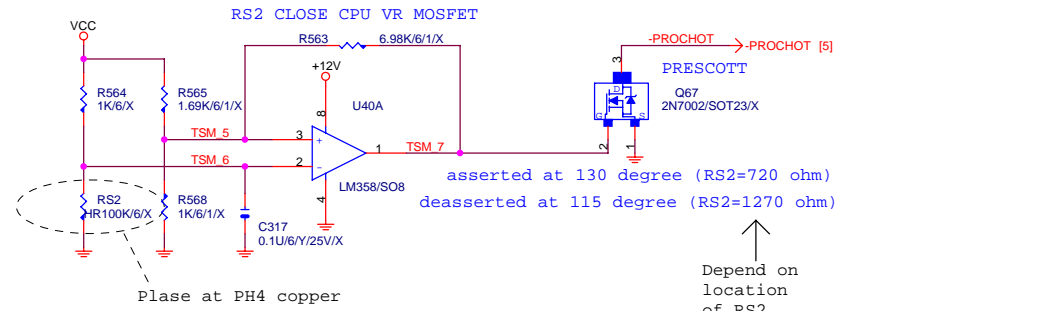 RS2 CLOSE CPU VR MOSFET
VCC
R563
6.98K/6/1/X
-PROCHOT
-PROCHOT [5]
+12V
3
PRESCOTT
R564
1K/6/X
R565
1.69K/6/1/X
U40A
8
D
G
S
Q67
2N7002/SOT23/X
TSM_5
3
+
TSM_6
2
-
1
TSM_7
2
1
LM358/SO8
4
asserted at 130 degree (RS2=720 ohm)
deasserted at 115 degree (RS2=1270 ohm)
RS2
HR100K/6/X
R568
1K/6/1/X
C317
0.1U/6/Y/25V/X
Plase at PH4 copper
Depend on
location
of RS2